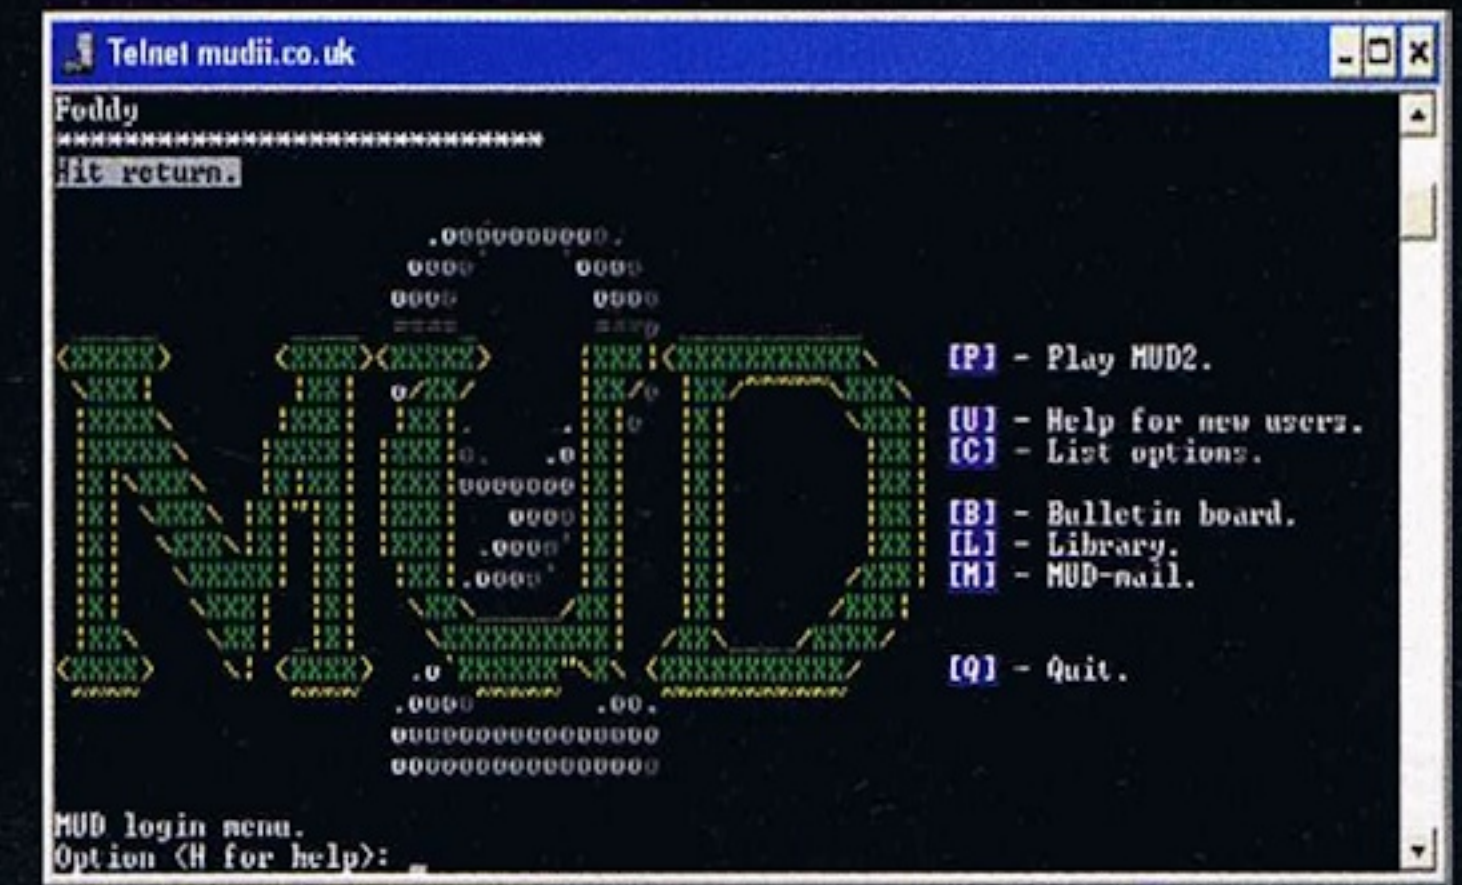 Telnet mudii.co.uk
Foddy
*****************************
Hit return.
MUD
[P] - Play MUD2.
[U] - Help for new users.
[C] - List options.
[B] - Bulletin board.
[L] - Library.
[M] - MUD-mail.
[Q] - Quit.
MUD login menu.
Option (H for help):